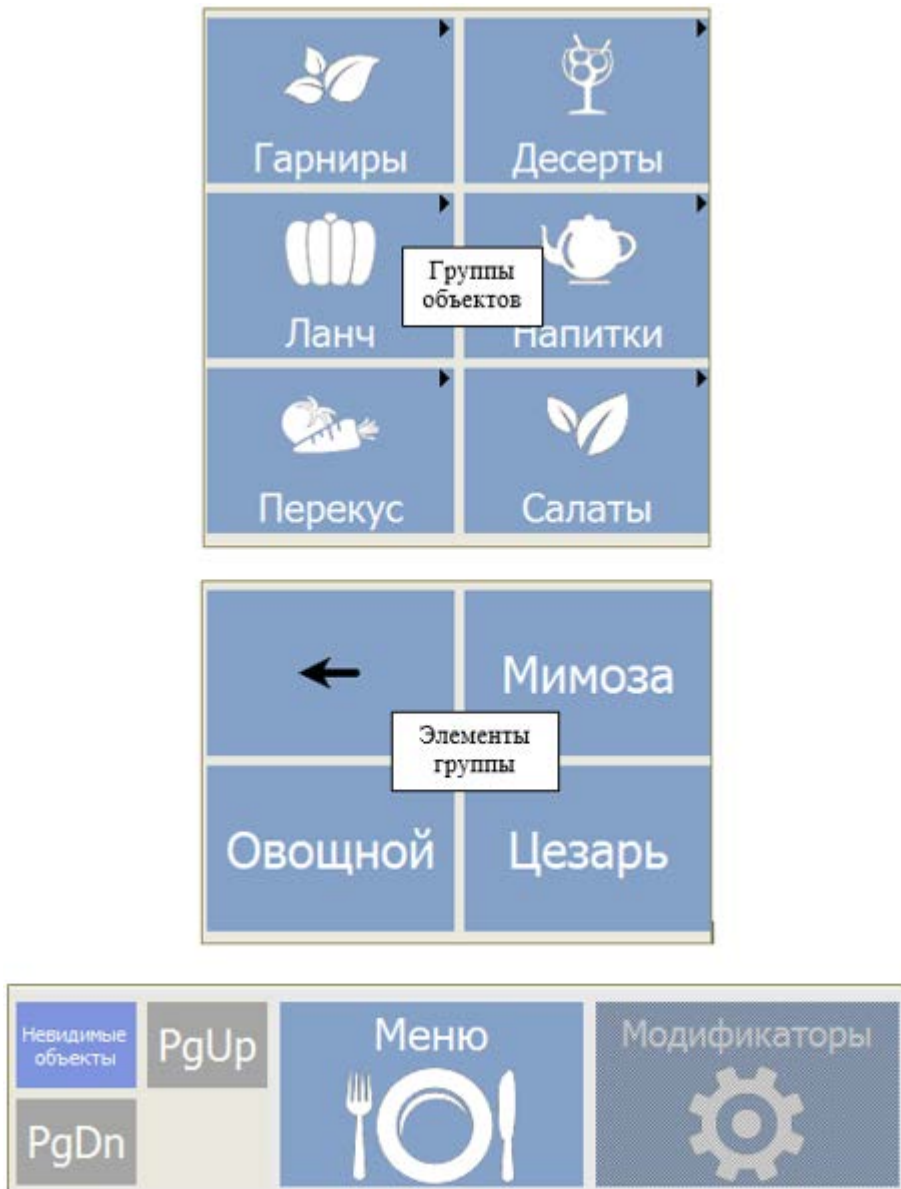 Гарниры
Десерты
Ланч
Группы
объектов
Напитки
Перекус
Салаты
Мимоза
Элементы
группы
Овощной
Цезарь
Невидимые
объекты
PgUp
Меню
Модификаторы
PgDn